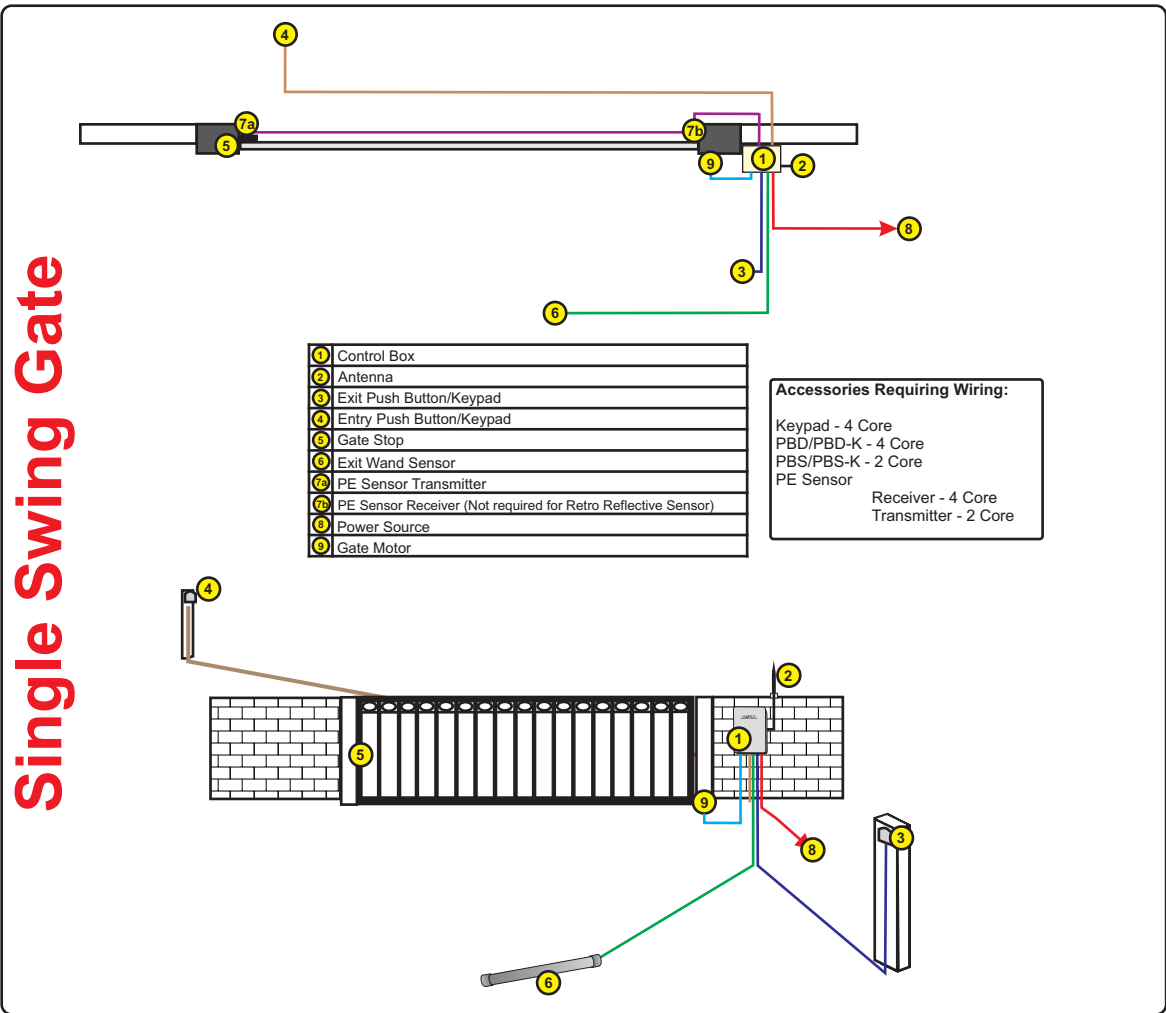 Single Swing Gate
4
7a
7b
5
9
1
2
8
3
6
1 Control Box
2 Antenna
3 Exit Push Button/Keypad
4 Entry Push Button/Keypad
5 Gate Stop
6 Exit Wand Sensor
7a PE Sensor Transmitter
7b PE Sensor Receiver (Not required for Retro Reflective Sensor)
8 Power Source
9 Gate Motor
Accessories Requiring Wiring:
Keypad - 4 Core
PBD/PBD-K - 4 Core
PBS/PBS-K - 2 Core
PE Sensor
Receiver - 4 Core
Transmitter - 2 Core
4
2
1
5
9
8
3
6